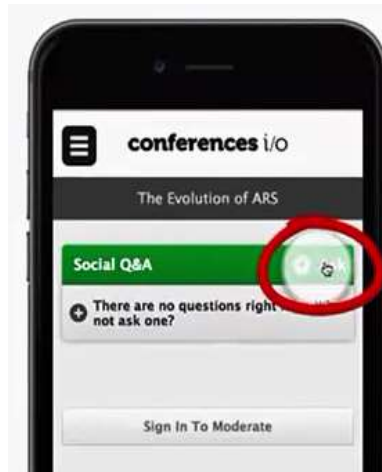 conferences i/o
The Evolution of ARS
Social Q&A
There are no questions right
not ask one?
Sign In To Moderate